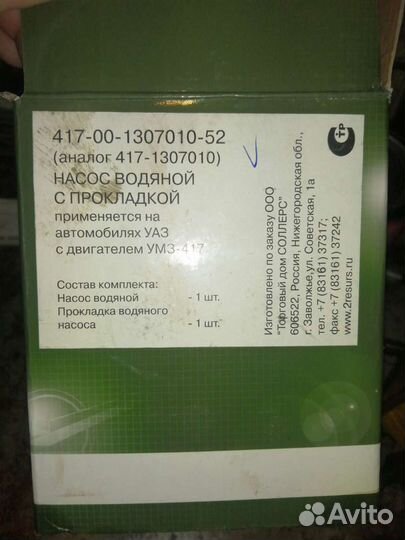 417-00-1307010-52
(аналог 417-1307010)
НАСОС ВОДЯНОЙ
С ПРОКЛАДКОЙ
применяется на
автомобилях УАЗ
с двигателем УМЗ-417
Состав комплекта:
Насос водяной - 1 шт.
Прокладка водяного
насоса - 1 шт.
Изготовлено по заказу ООО
"Торговый дом СОЛЛЕРС"
606522, Россия, Нижегородская обл.,
г. Заволжье,ул. Советская, 1а
тел. +7 (83161) 37317;
факс +7 (83161) 37242
www.2resurs.ru
Avito